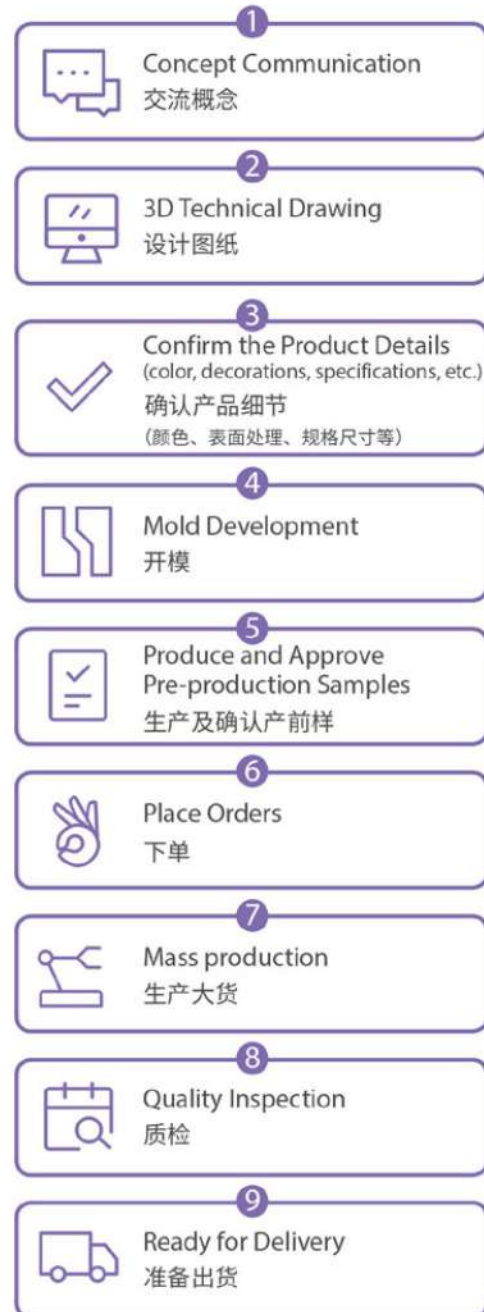 1
Concept Communication
交流概念
2
3D Technical Drawing
设计图纸
3
Confirm the Product Details
(color, decorations, specifications, etc.)
确认产品细节
（颜色、表面处理、规格尺寸等）
4
Mold Development
开模
5
Produce and Approve
Pre-production Samples
生产及确认产前样
6
Place Orders
下单
7
Mass production
生产大货
8
Quality Inspection
质检
9
Ready for Delivery
准备出货